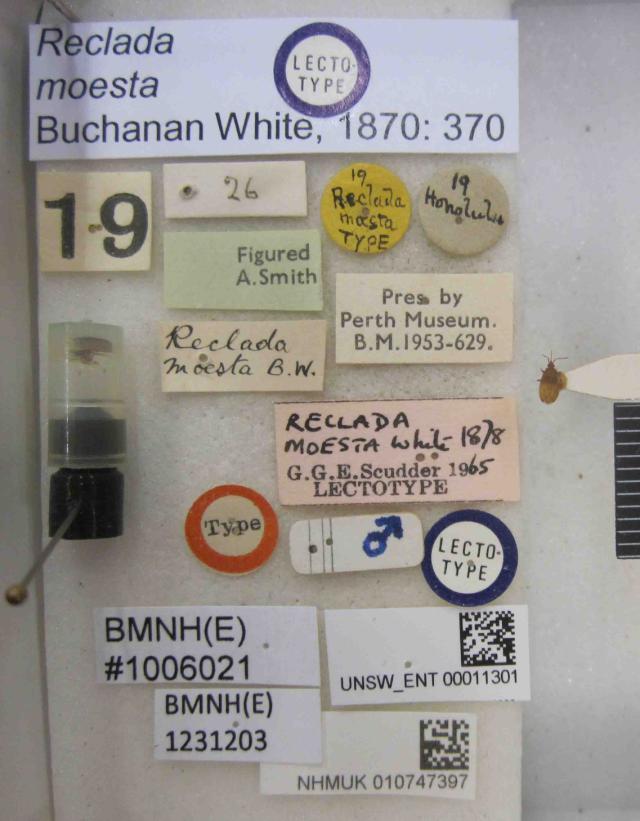 Reclada
moesta
Buchanan White, 1870: 370
LECTO-
TYPE
19
26
19
Reclada
moesta
TYPE
19
Honolulu
Figured
A.Smith
Pres. by
Perth Museum.
B.M.1953-629.
Reclada
moesta B.W.
RECLADA
MOESTA White 1878
G.G.E.Scudder 1965
LECTOTYPE
Type
♂
LECTO-
TYPE
BMNH(E)
#1006021
UNSW_ENT 00011301
BMNH(E)
1231203
NHMUK 010747397